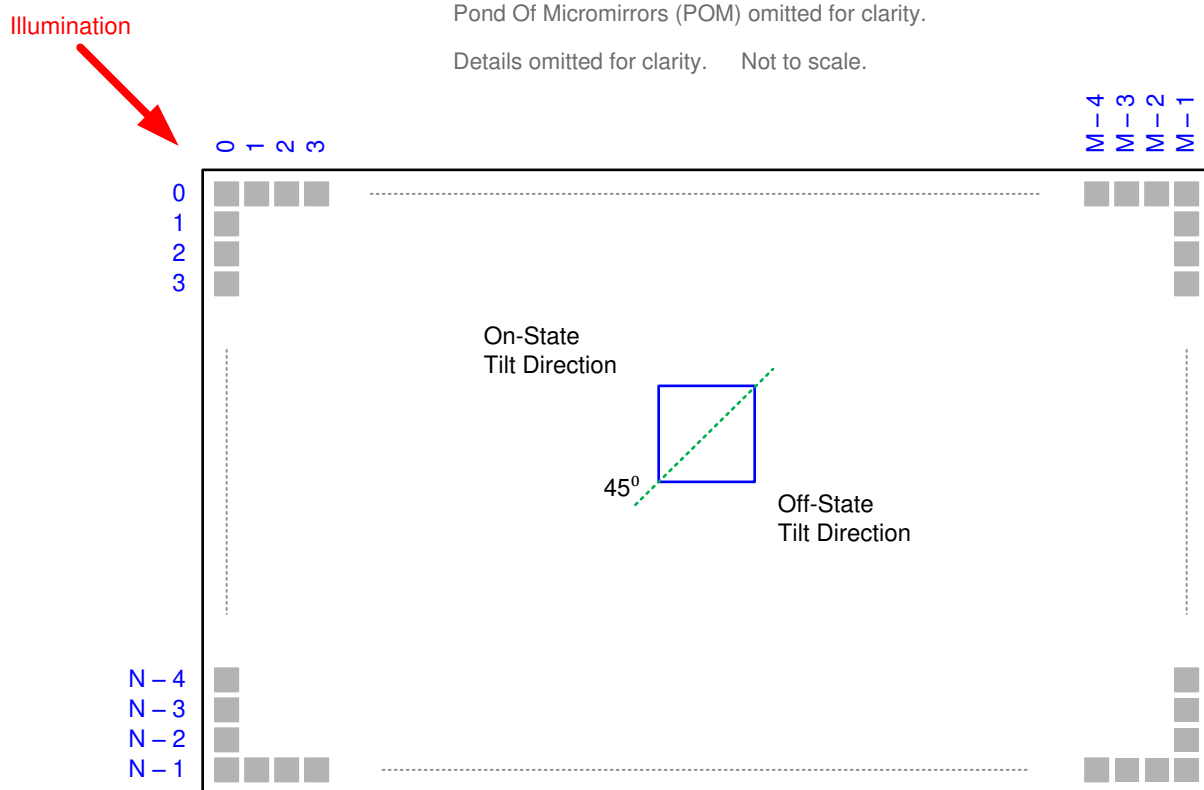 Pond Of Micromirrors (POM) omitted for clarity.
Illumination
Details omitted for clarity. Not to scale.
0 1 2 3
M – 4 M – 3 M – 2 M – 1
0
1
2
3
On-State
Tilt Direction
45⁰
Off-State
Tilt Direction
N – 4
N – 3
N – 2
N – 1